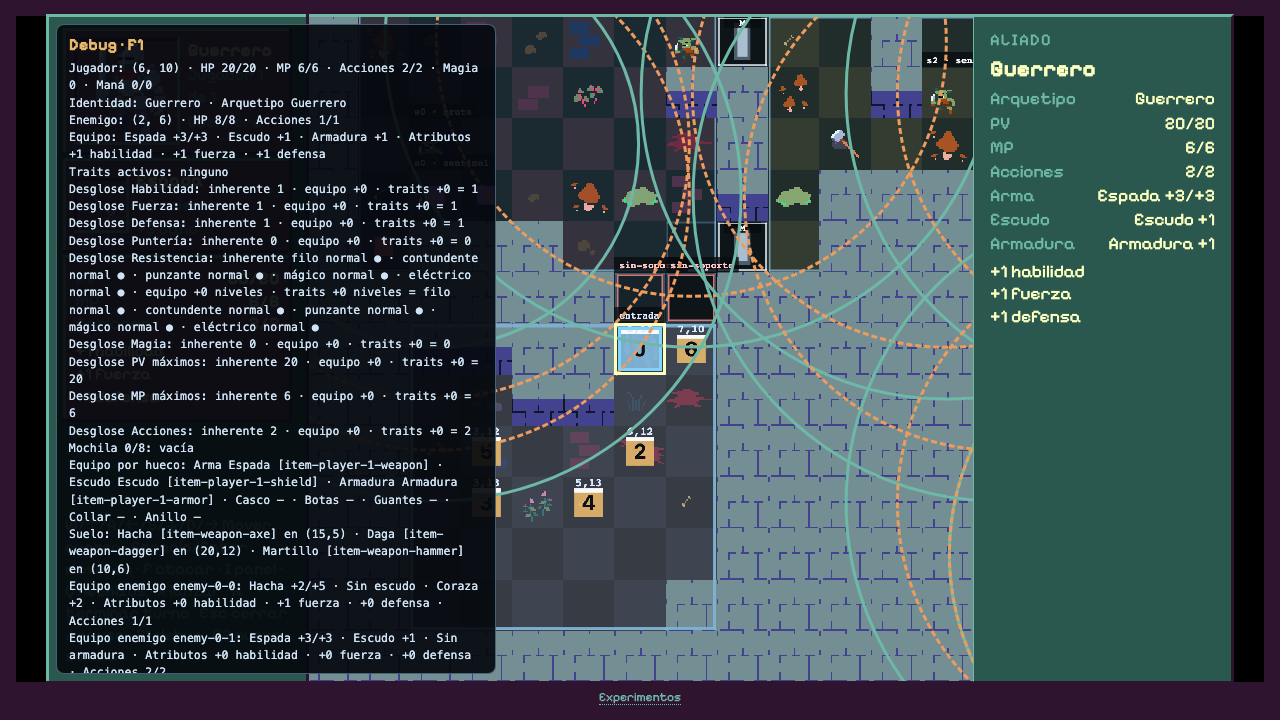 Debug·F1
Jugador: (6, 10) · HP 20/20 · MP 6/6 · Acciones 2/2 · Magia
0 · Maná 0/0
Identidad: Guerrero · Arquetipo Guerrero
Enemigo: (2, 6) · HP 8/8 · Acciones 1/1
Equipo: Espada +3/+3 · Escudo +1 · Armadura +1 · Atributos
+1 habilidad · +1 fuerza · +1 defensa
Traits activos: ninguno
Desglose Habilidad: inherente 1 · equipo +0 · traits +0 = 1
Desglose Fuerza: inherente 1 · equipo +0 · traits +0 = 1
Desglose Defensa: inherente 1 · equipo +0 · traits +0 = 1
Desglose Puntería: inherente 0 · equipo +0 · traits +0 = 0
Desglose Resistencia: inherente filo normal ● · contundente
normal ● · punzante normal ● · mágico normal ● · eléctrico
normal ● · equipo +0 niveles · traits +0 niveles = filo
normal ● · contundente normal ● · punzante normal ● ·
mágico normal ● · eléctrico normal ●
Desglose Magia: inherente 0 · equipo +0 · traits +0 = 0
Desglose PV máximos: inherente 20 · equipo +0 · traits +0 =
20
Desglose MP máximos: inherente 6 · equipo +0 · traits +0 =
6
Desglose Acciones: inherente 2 · equipo +0 · traits +0 = 2
Mochila 0/8: vacía
Equipo por hueco: Arma Espada [item-player-1-weapon] ·
Escudo Escudo [item-player-1-shield] · Armadura Armadura
[item-player-1-armor] · Casco — · Botas — · Guantes — ·
Collar — · Anillo —
Suelo: Hacha [item-weapon-axe] en (15,5) · Daga [item-
weapon-dagger] en (20,12) · Martillo [item-weapon-hammer]
en (10,6)
Equipo enemigo enemy-0-0: Hacha +2/+5 · Sin escudo · Coraza
+2 · Atributos +0 habilidad · +1 fuerza · +0 defensa ·
Acciones 1/1
Equipo enemigo enemy-0-1: Espada +3/+3 · Escudo +1 · Sin
armadura · Atributos +0 habilidad · +0 fuerza · +0 defensa
· Acciones 2/2
M
s2 · sen
M
sin-sopo sin-soporte
entrada
J
7,10
6
6,12
2
5
5,13
4
3
ALIADO
Guerrero
Arquetipo Guerrero
PV 20/20
MP 6/6
Acciones 2/2
Arma Espada +3/+3
Escudo Escudo +1
Armadura Armadura +1
+1 habilidad
+1 fuerza
+1 defensa
Experimentos